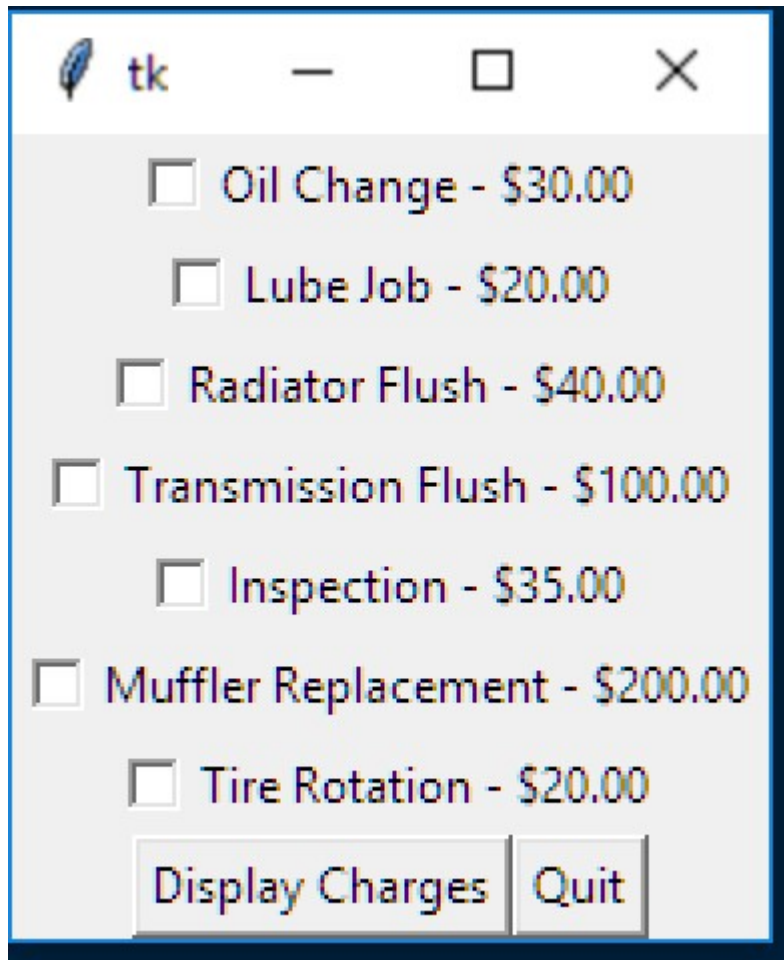 tk
Oil Change - $30.00
Lube Job - $20.00
Radiator Flush - $40.00
Transmission Flush - $100.00
Inspection - $35.00
Muffler Replacement - $200.00
Tire Rotation - $20.00
Display Charges Quit